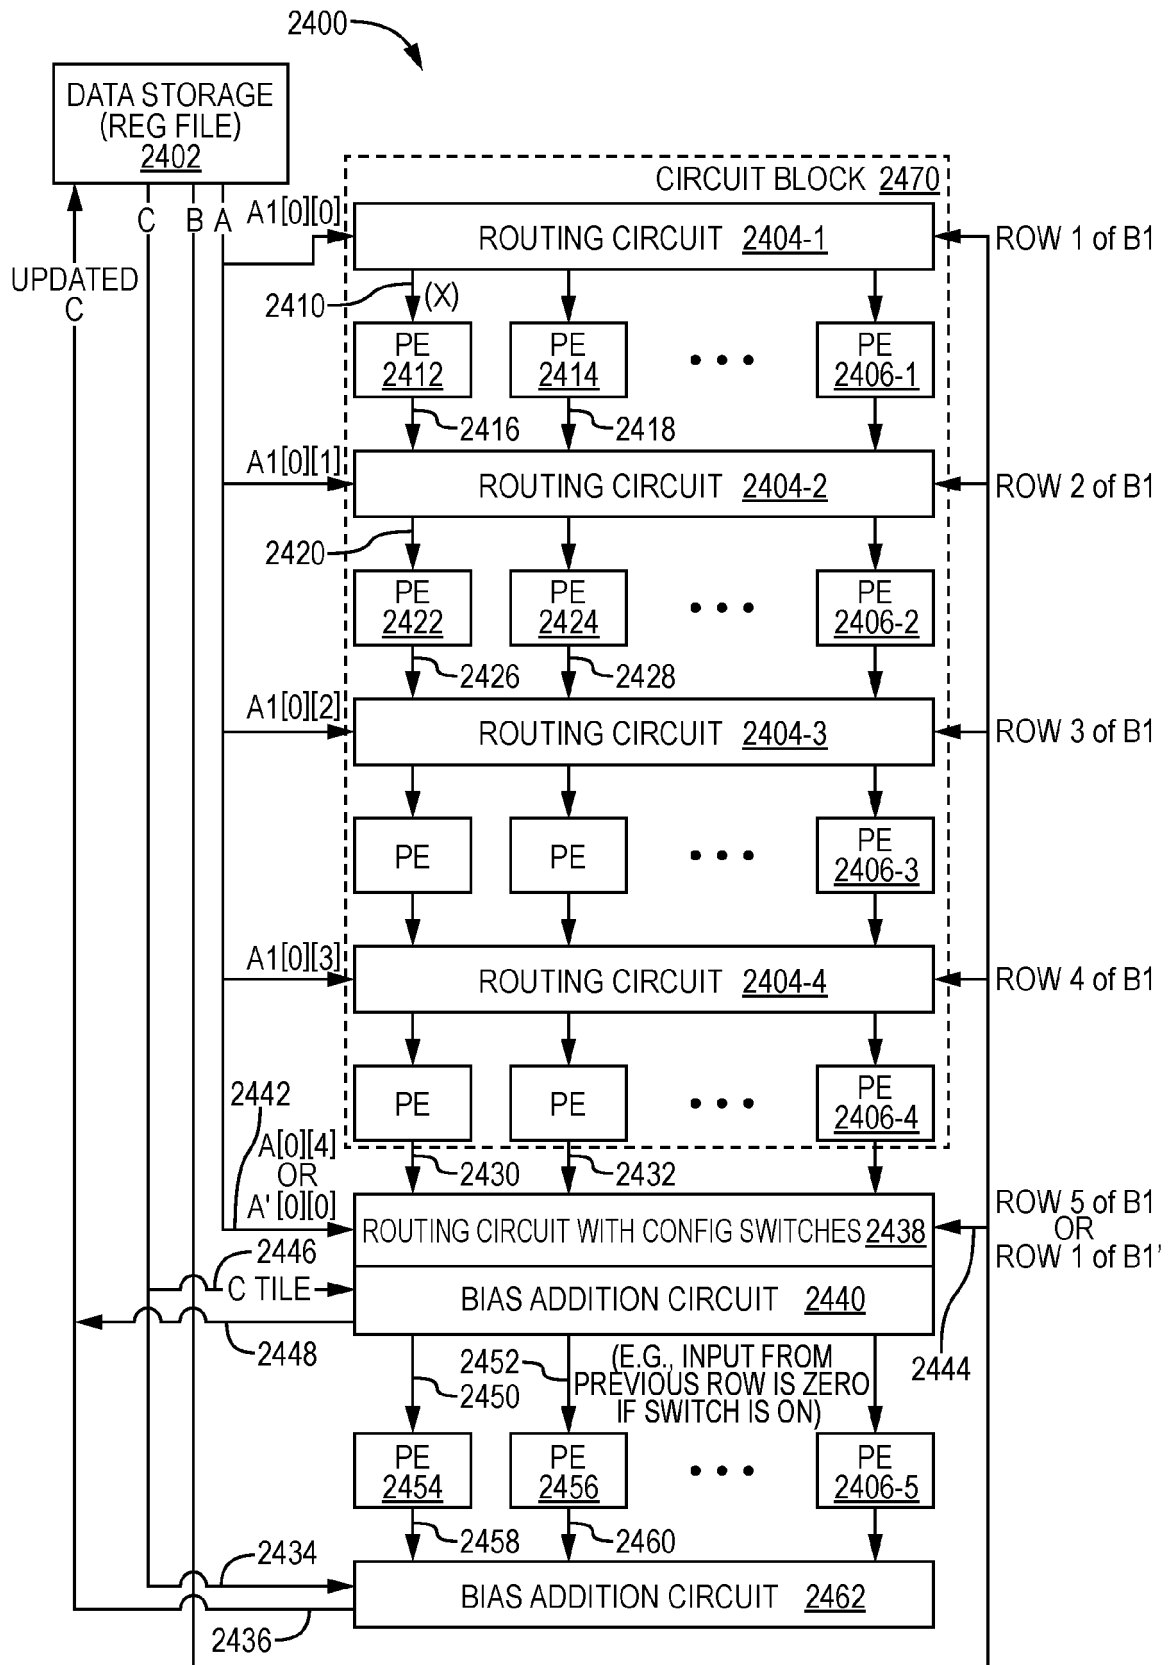 2400
DATA STORAGE
(REG FILE)
2402
CIRCUIT BLOCK 2470
C B A
A1[0][0]
ROUTING CIRCUIT 2404-1
ROW 1 of B1
UPDATED
C
2410
(X)
PE
2412
PE
2414
PE
2406-1
2416
2418
A1[0][1]
ROUTING CIRCUIT 2404-2
ROW 2 of B1
2420
PE
2422
PE
2424
PE
2406-2
2426
2428
A1[0][2]
ROUTING CIRCUIT 2404-3
ROW 3 of B1
PE
PE
PE
2406-3
A1[0][3]
ROUTING CIRCUIT 2404-4
ROW 4 of B1
PE
PE
PE
2406-4
2442
A[0][4]
OR
A' [0][0]
2430
2432
ROUTING CIRCUIT WITH CONFIG SWITCHES 2438
ROW 5 of B1
OR
ROW 1 of B1'
2446
C TILE
BIAS ADDITION CIRCUIT 2440
2448
2444
2452
2450
(E.G., INPUT FROM
PREVIOUS ROW IS ZERO
IF SWITCH IS ON)
PE
2454
PE
2456
PE
2406-5
2458
2460
2434
BIAS ADDITION CIRCUIT 2462
2436